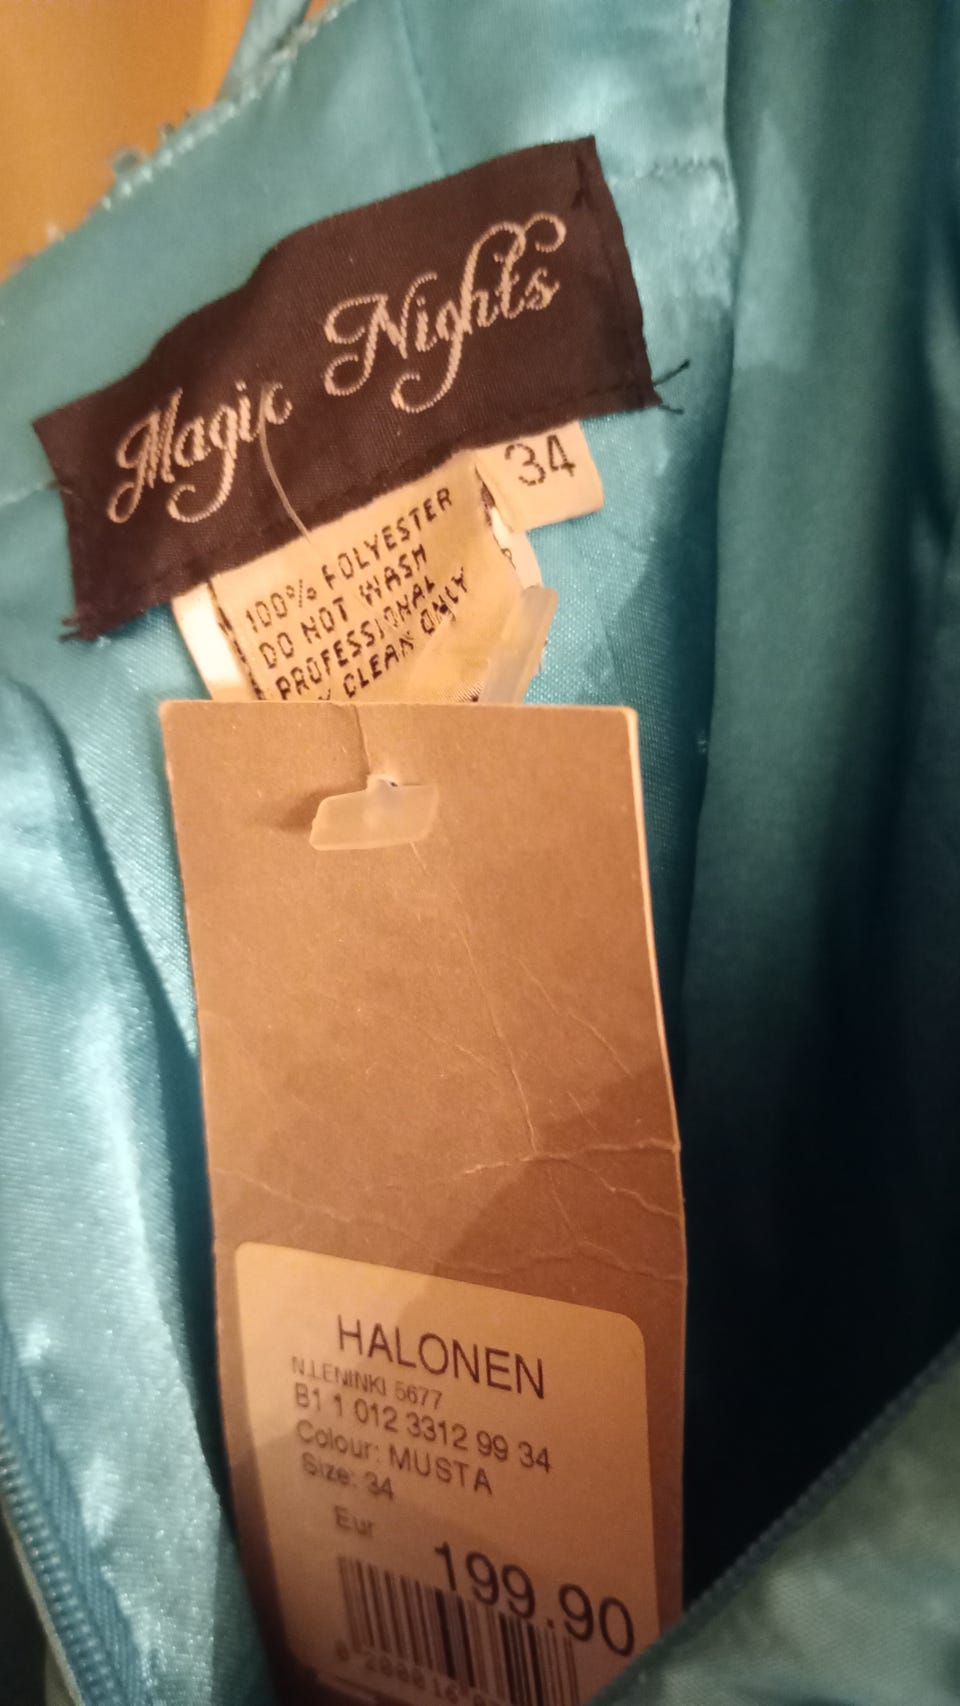 Magic Nights
34
100% POLYESTER
DO NOT WASH
PROFESSIONAL
CLEAN ONLY
HALONEN
N.LENINKI 5677
B1 1 012 3312 99 34
Colour: MUSTA
Size: 34
Eur
199.90